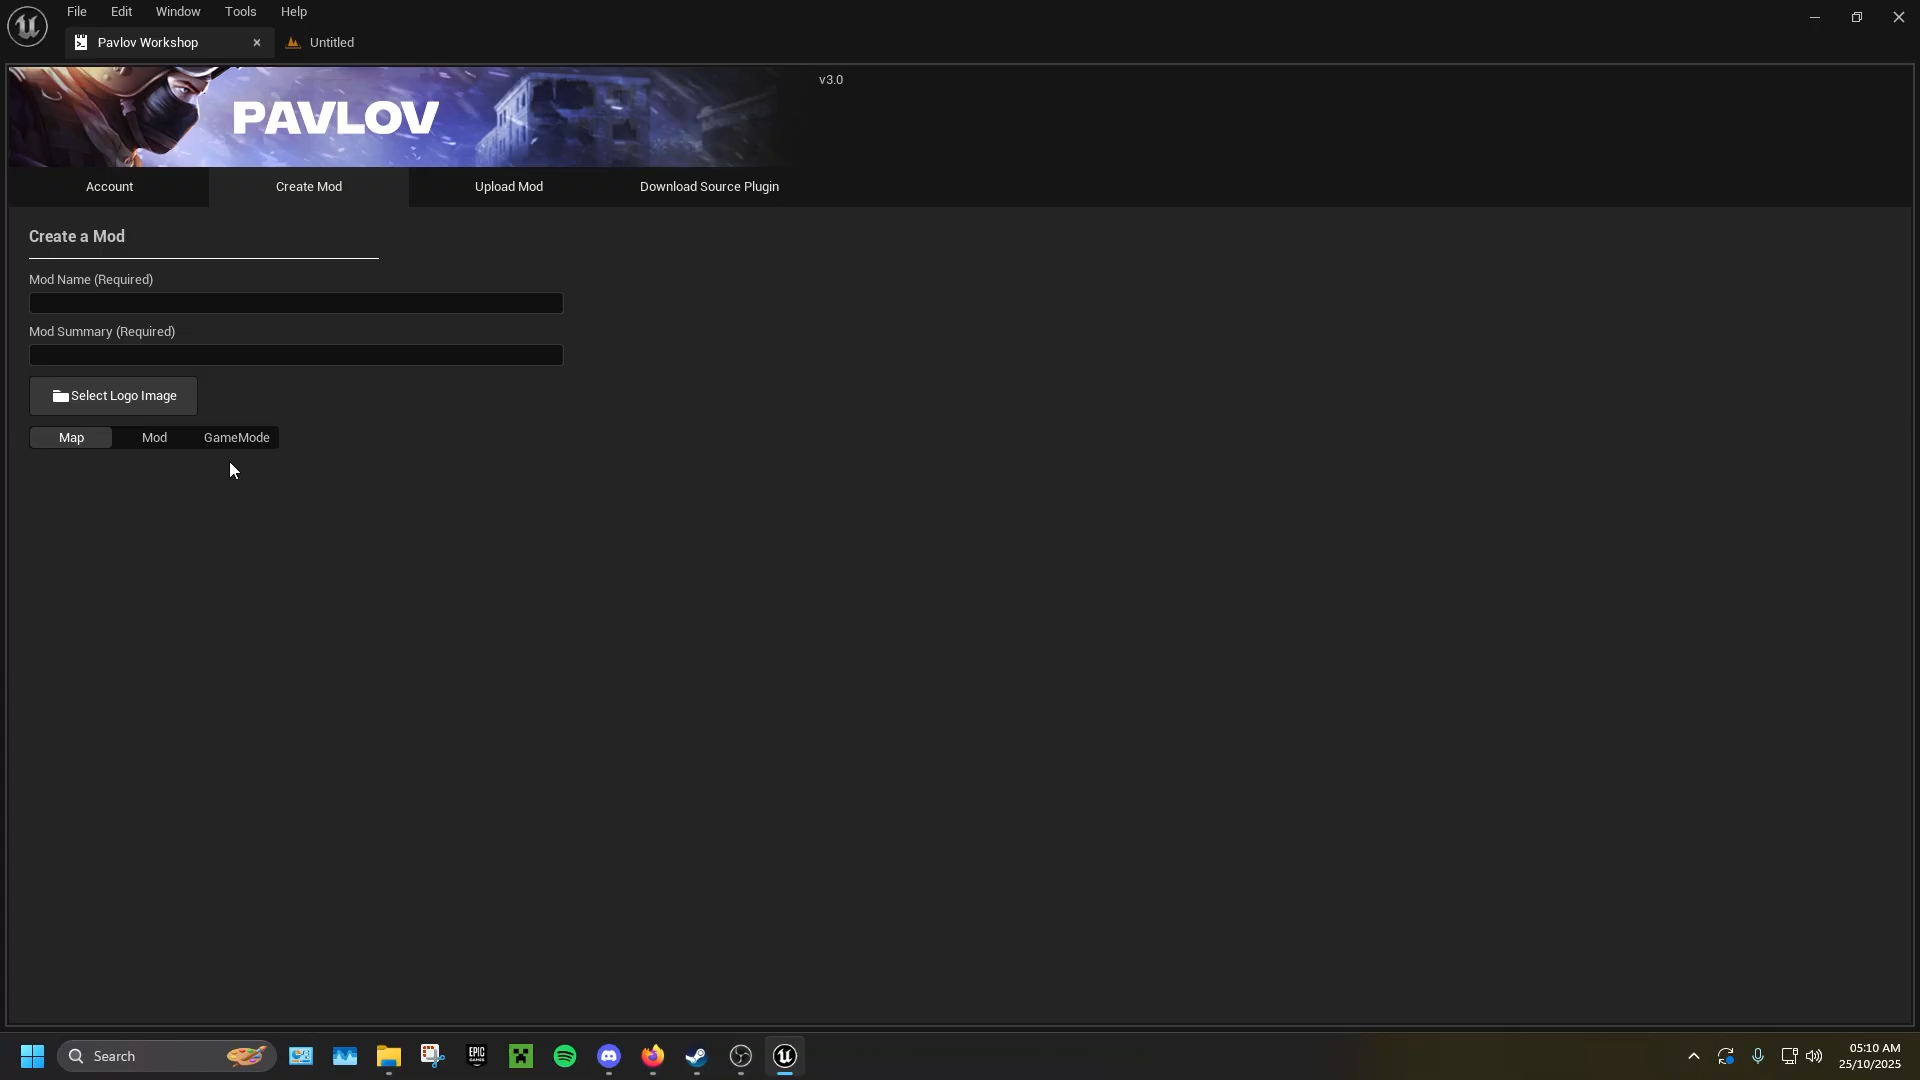 File Edit Window Tools Help
Pavlov Workshop Untitled
PAVLOV
v3.0
Account Create Mod Upload Mod Download Source Plugin
Create a Mod
Mod Name (Required)
Mod Summary (Required)
Select Logo Image
Map Mod GameMode
Search
EPIC
GAMES
05:10 AM
25/10/2025